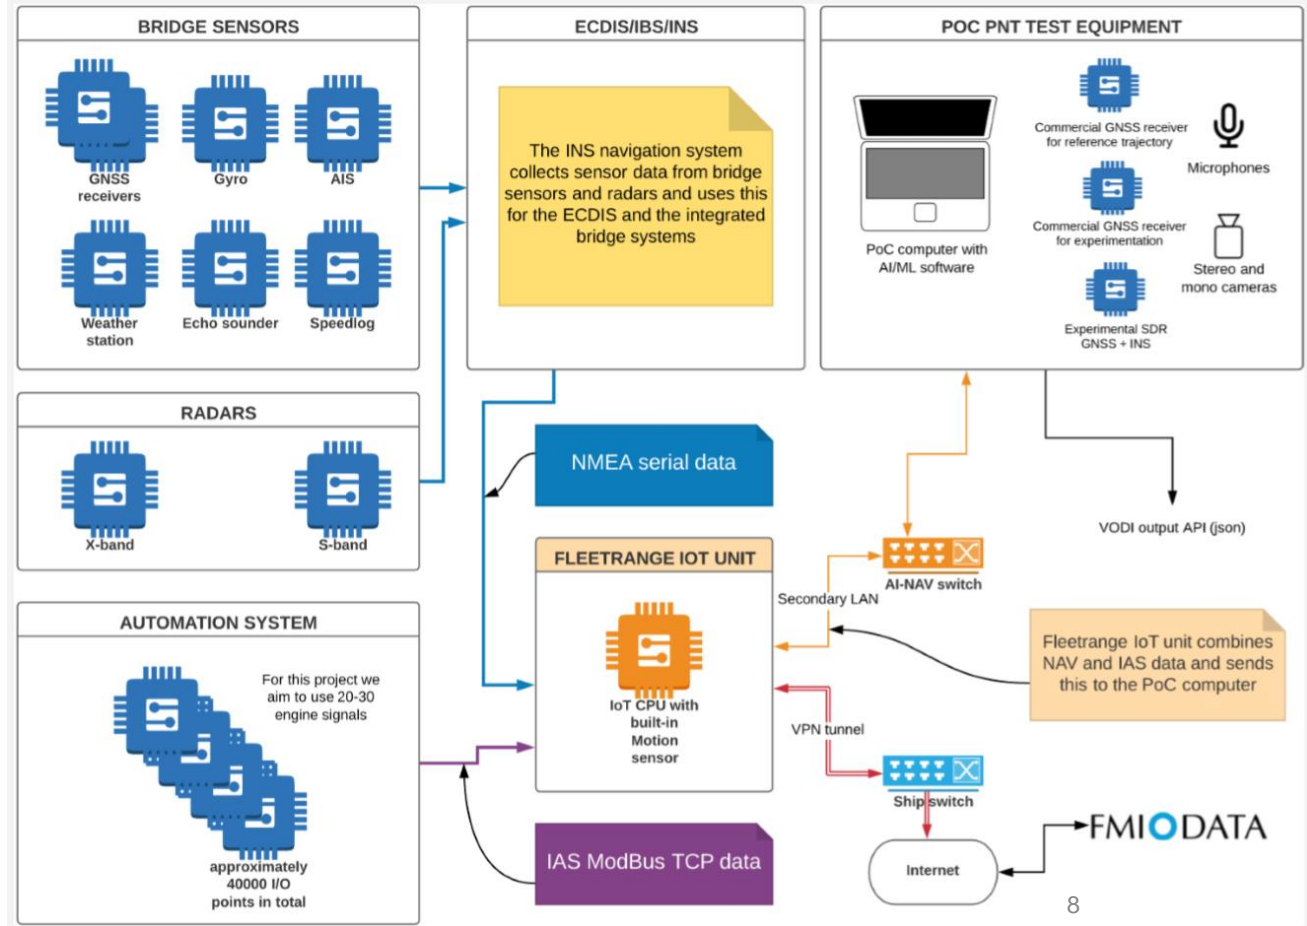 BRIDGE SENSORS
GNSS
receivers
Gyro
AIS
Weather
station
Echo sounder
Speedlog
ECDIS/IBS/INS
The INS navigation system
collects sensor data from bridge
sensors and radars and uses this
for the ECDIS and the integrated
bridge systems
POC PNT TEST EQUIPMENT
PoC computer with
AI/ML software
Commercial GNSS receiver
for reference trajectory
Commercial GNSS receiver
for experimentation
Experimental SDR
GNSS + INS
Microphones
Stereo and
mono cameras
RADARS
X-band
S-band
NMEA serial data
VODI output API (json)
FLEETRANGE IOT UNIT
IoT CPU with
built-in
Motion
sensor
Secondary LAN
AI-NAV switch
Fleetrange IoT unit combines
NAV and IAS data and sends
this to the PoC computer
VPN tunnel
Ship switch
AUTOMATION SYSTEM
For this project we
aim to use 20-30
engine signals
approximately
40000 I/O
points in total
IAS ModBus TCP data
Internet
FMIODATA
8